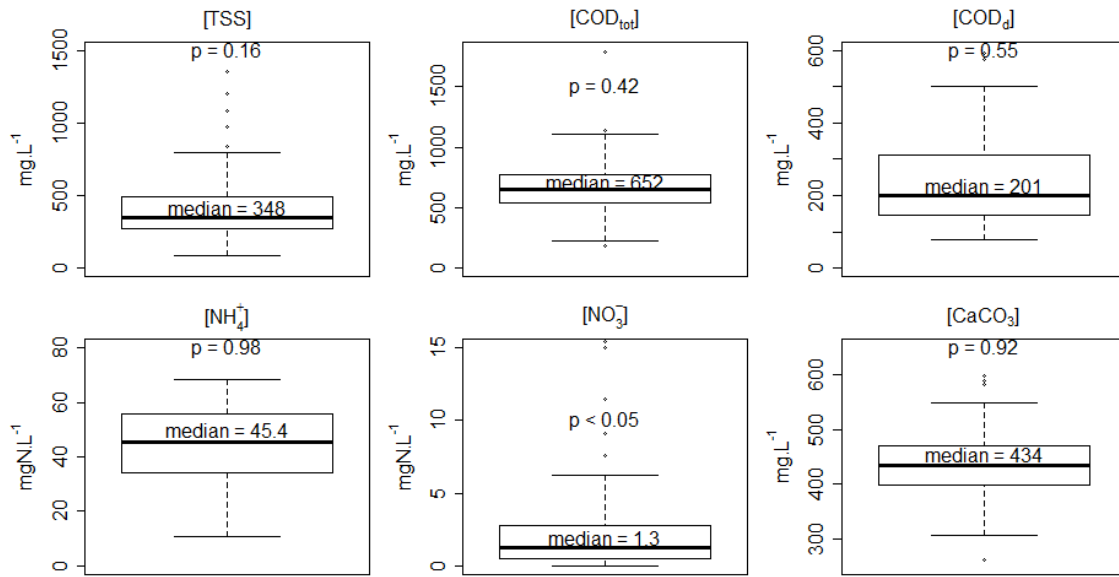 [TSS]
p = 0.16
mg.L⁻¹
1500
1000
500
0
median = 348
[COD_tot]
p = 0.42
mg.L⁻¹
1500
1000
500
0
median = 652
[COD_d]
p = 0.55
mg.L⁻¹
600
400
200
0
median = 201
[NH₄⁺]
p = 0.98
mgN.L⁻¹
80
60
40
20
0
median = 45.4
[NO₃⁻]
p < 0.05
mgN.L⁻¹
15
10
5
0
median = 1.3
[CaCO₃]
p = 0.92
mg.L⁻¹
600
500
400
300
median = 434